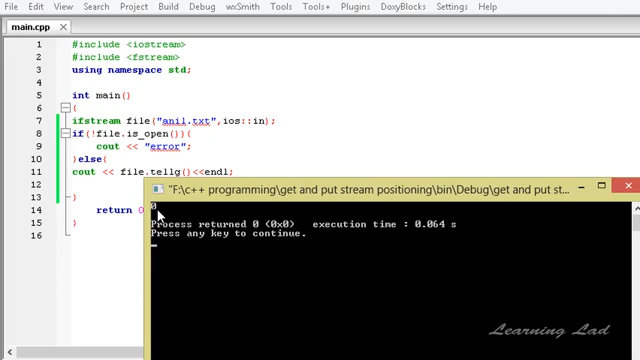 File Edit View Search Project Build Debug wxSmith Tools Tools+ Plugins DoxyBlocks Settings Help
main.cpp
1 #include <iostream>
2 #include <fstream>
3 using namespace std;
4
5 int main()
6 {
7 ifstream file("anil.txt",ios::in);
8 if(!file.is_open()){
9 cout << "error";
10 }else{
11 cout << file.tellg()<<endl;
12
13 }
14 return 0
15 }
16
"F:\c++ programming\get and put stream positioning\bin\Debug\get and put st...
0
Process returned 0 (0x0) execution time : 0.064 s
Press any key to continue.
Learning Lad